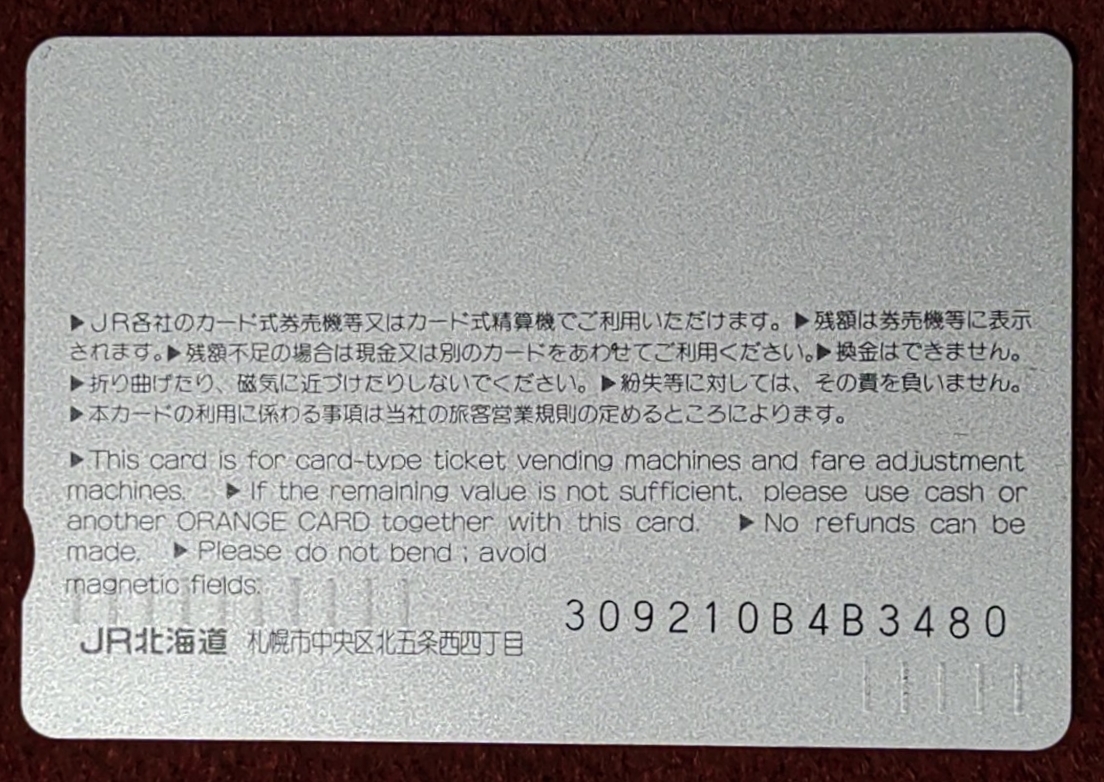 ▶JR各社のカード式券売機等又はカード式精算機でご利用いただけます。▶残額は券売機等に表示
されます。▶残額不足の場合は現金又は別のカードをあわせてご利用ください。▶換金はできません。
▶折り曲げたり、磁気に近づけたりしないでください。▶紛失等に対しては、その責を負いません。
▶本カードの利用に係わる事項は当社の旅客営業規則の定めるところによります。
▶This card is for card-type ticket vending machines and fare adjustment
machines. ▶If the remaining value is not sufficient, please use cash or
another ORANGE CARD together with this card. ▶No refunds can be
made. ▶Please do not bend ; avoid
magnetic fields.
JR北海道 札幌市中央区北五条西四丁目
309210B4B3480